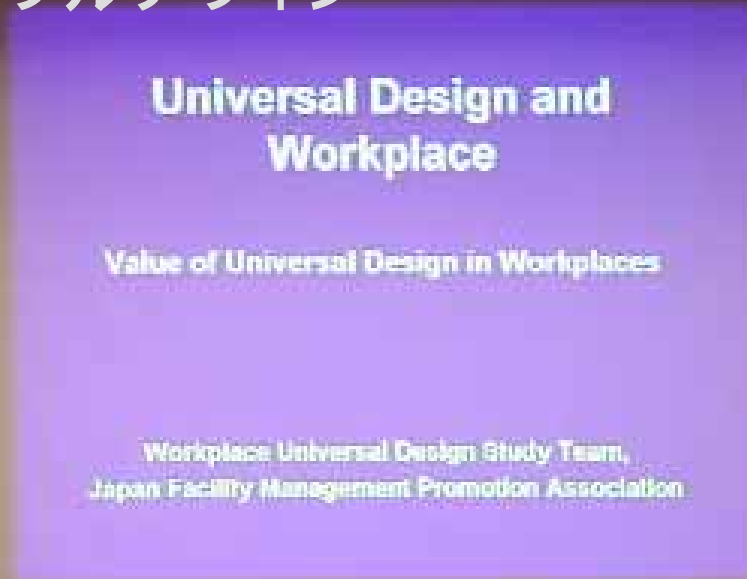 Universal Design and
Workplace
Value of Universal Design in Workplaces
Workplace Universal Design Study Team,
Japan Facility Management Promotion Association